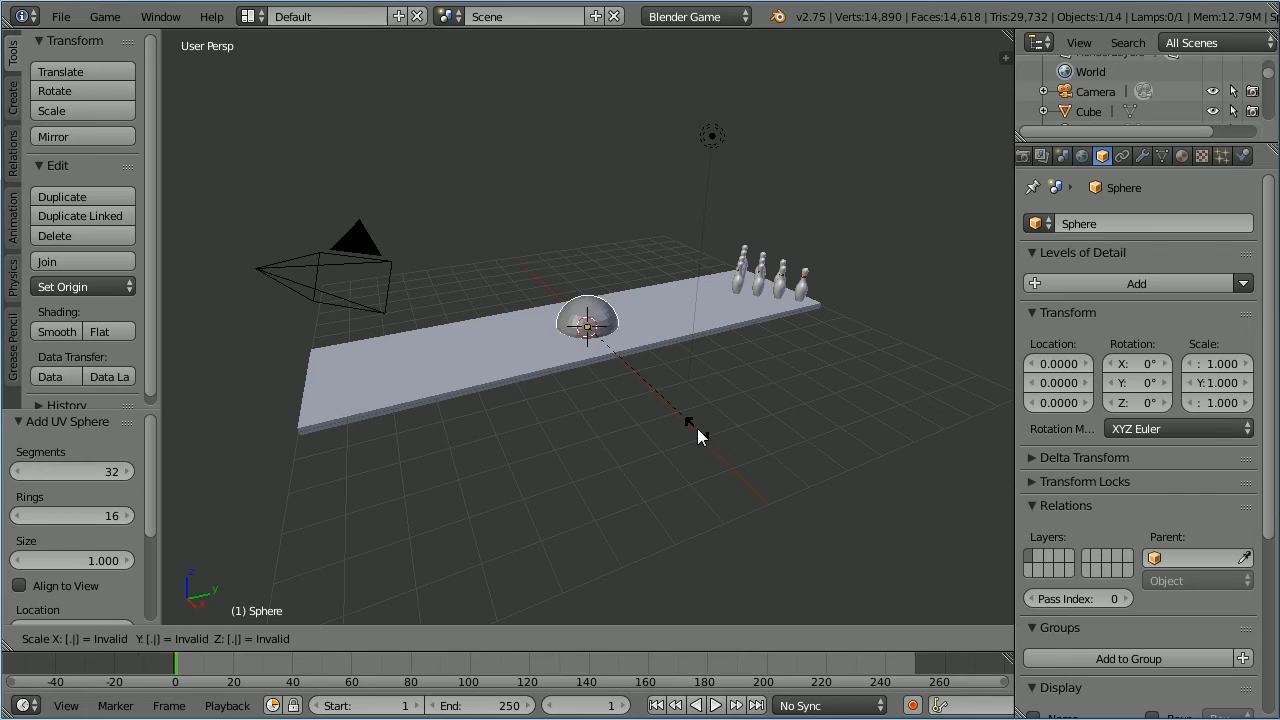 Game Window Help Default Scene Blender Game v2.75 | Verts:14,890 | Faces:14,618 | Tris:29,732 | Objects:1/14 | Lamps:0/1 | Mem:12.79M |
Tools
Create
Relations
Animation
Physics
Grease Pencil
Transform
Translate
Rotate
Scale
Mirror
Edit
Duplicate
Duplicate Linked
Delete
Join
Set Origin
Shading:
Smooth Flat
Data Transfer:
Data Data La
History
Add UV Sphere
Segments
32
Rings
16
Size
1.000
Align to View
Location
User Persp
z
y
x
(1) Sphere
Scale X: [.|] = Invalid Y: [.|] = Invalid Z: [.|] = Invalid
View Search All Scenes
World
Camera
Cube
Sphere
Sphere
Levels of Detail
Add
Transform
Location: Rotation: Scale:
0.0000 X: 0° : 1.000
0.0000 Y: 0° Y: 1.000
0.0000 Z: 0° : 1.000
Rotation M... XYZ Euler
Delta Transform
Transform Locks
Relations
Layers: Parent:
Object
Pass Index: 0
Groups
Add to Group
Display
-40 -20 0 20 40 60 80 100 120 140 160 180 200 220 240 260
View Marker Frame Playback Start: 1 End: 250 1 No Sync